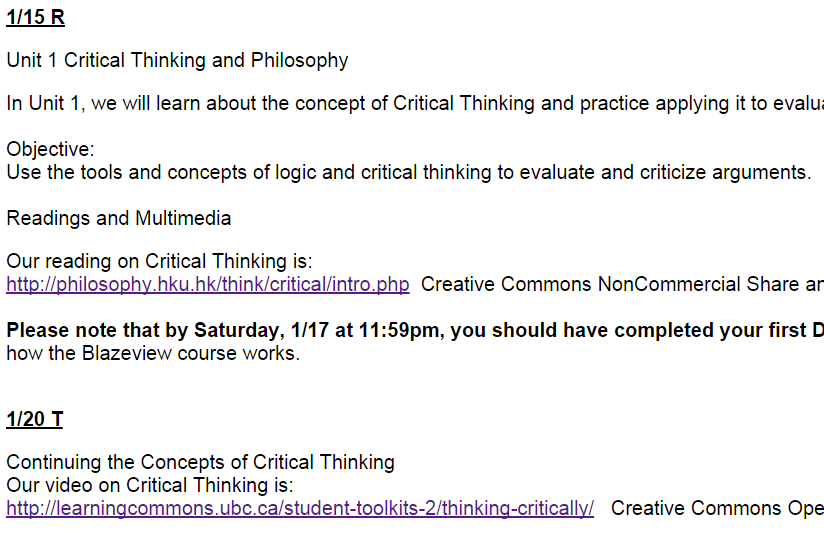 1/15 R
Unit 1 Critical Thinking and Philosophy
In Unit 1, we will learn about the concept of Critical Thinking and practice applying it to evalua
Objective:
Use the tools and concepts of logic and critical thinking to evaluate and criticize arguments.
Readings and Multimedia
Our reading on Critical Thinking is:
http://philosophy.hku.hk/think/critical/intro.php Creative Commons NonCommercial Share an
Please note that by Saturday, 1/17 at 11:59pm, you should have completed your first D
how the Blazeview course works.
1/20 T
Continuing the Concepts of Critical Thinking
Our video on Critical Thinking is:
http://learningcommons.ubc.ca/student-toolkits-2/thinking-critically/ Creative Commons Ope